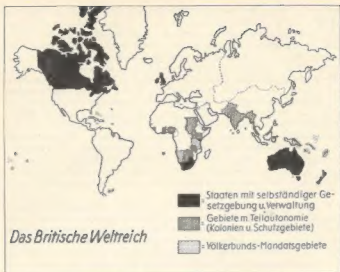 Staaten mit selbständiger Ge-
setzgebung u. Verwaltung
Gebiete m. Teilautonomie
(Kolonien u. Schutzgebiete)
= Völkerbunds-Mandatsgebiete
Das Britische Weltreich